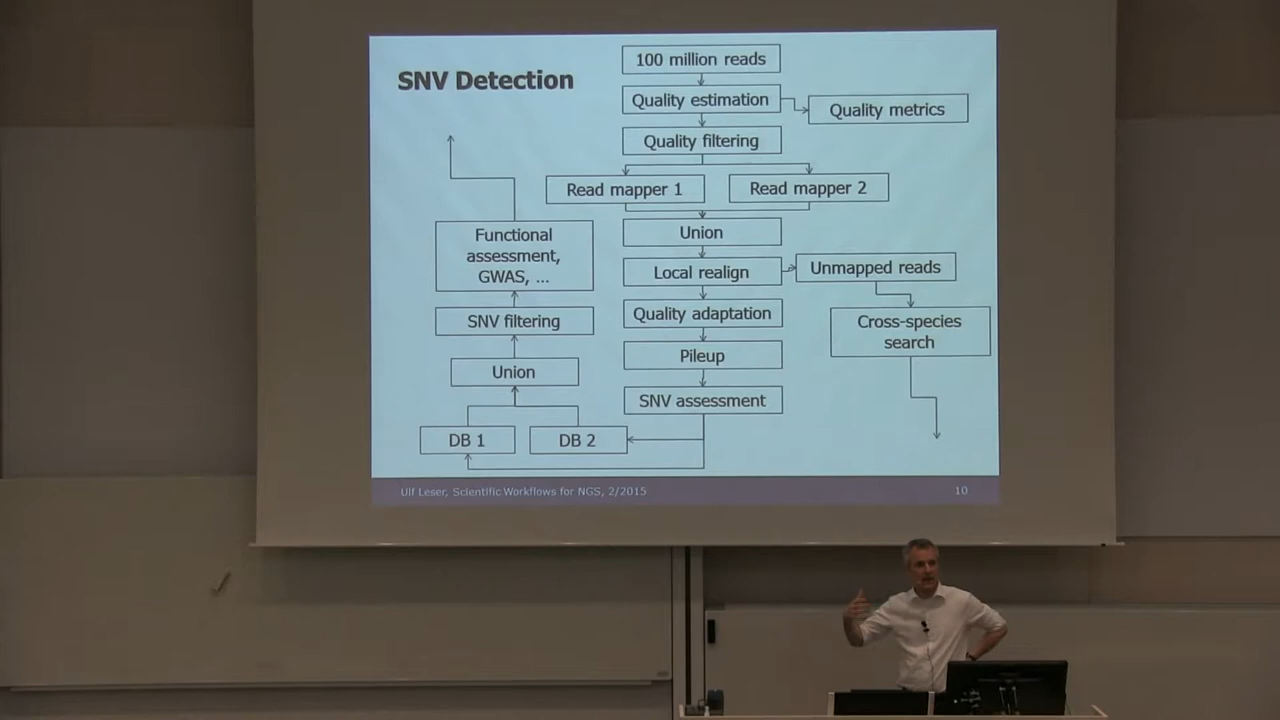 SNV Detection
100 million reads
Quality estimation
Quality metrics
Quality filtering
Read mapper 1
Read mapper 2
Union
Local realign
Unmapped reads
Quality adaptation
Cross-species
search
Pileup
SNV assessment
DB 1
DB 2
Union
SNV filtering
Functional
assessment,
GWAS, ...
Ulf Leser, Scientific Workflows for NGS, 2/2015
10